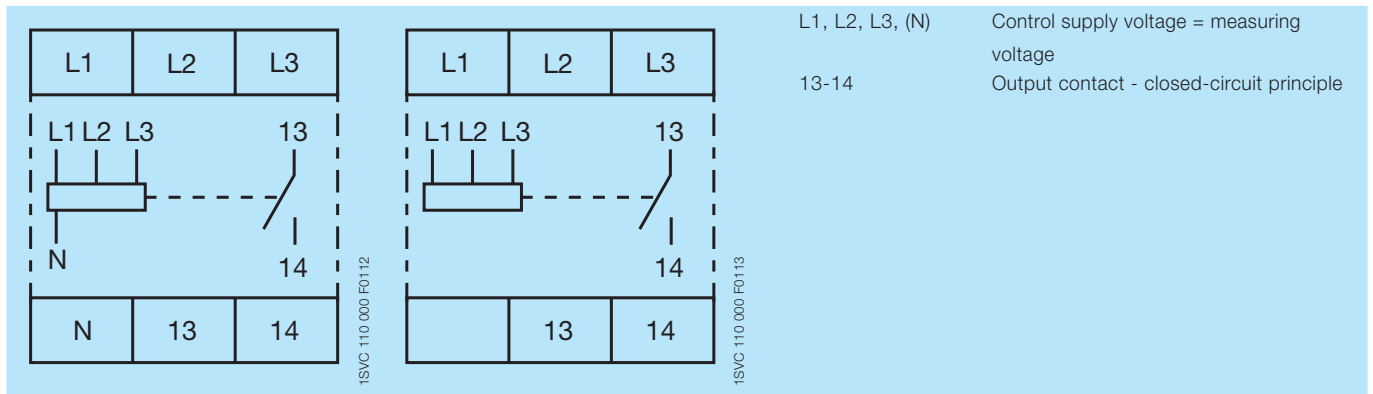 L1 L2 L3
L1 L2 L3 13
N 14
N 13 14
1SVC 110 000 F0112
L1 L2 L3
L1 L2 L3 13
14
13 14
1SVC 110 000 F0113
L1, L2, L3, (N) Control supply voltage = measuring
voltage
13-14 Output contact - closed-circuit principle